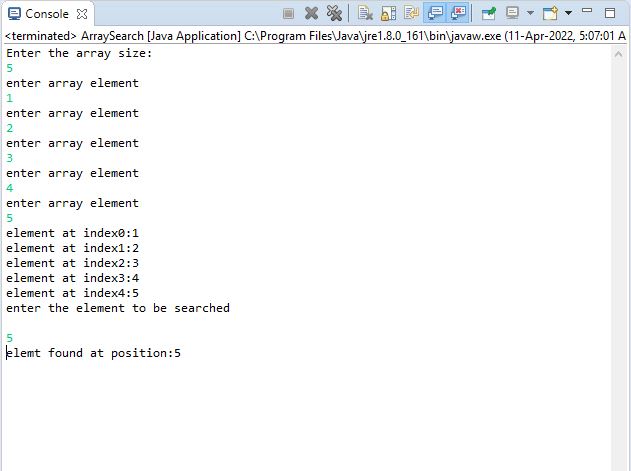 Console
<terminated> ArraySearch [Java Application] C:\Program Files\Java\jre1.8.0_161\bin\javaw.exe (11-Apr-2022, 5:07:01 A
Enter the array size:
5
enter array element
1
enter array element
2
enter array element
3
enter array element
4
enter array element
5
element at index0:1
element at index1:2
element at index2:3
element at index3:4
element at index4:5
enter the element to be searched
5
elemt found at position:5